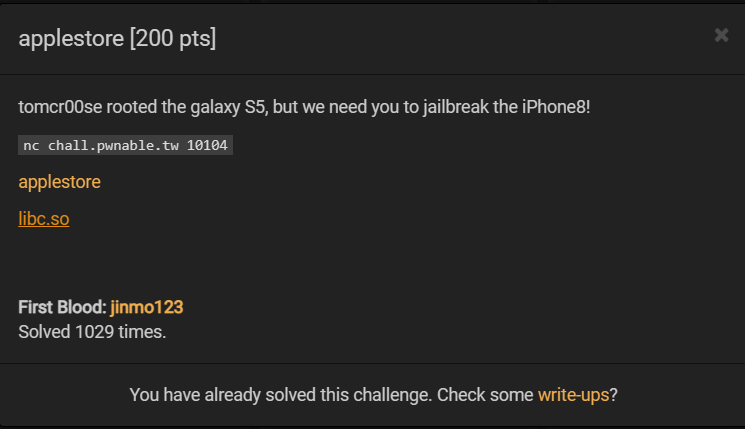 applestore [200 pts]
×
tomcr00se rooted the galaxy S5, but we need you to jailbreak the iPhone8!
nc chall.pwnable.tw 10104
applestore
libc.so
First Blood: jinmo123
Solved 1029 times.
You have already solved this challenge. Check some write-ups?